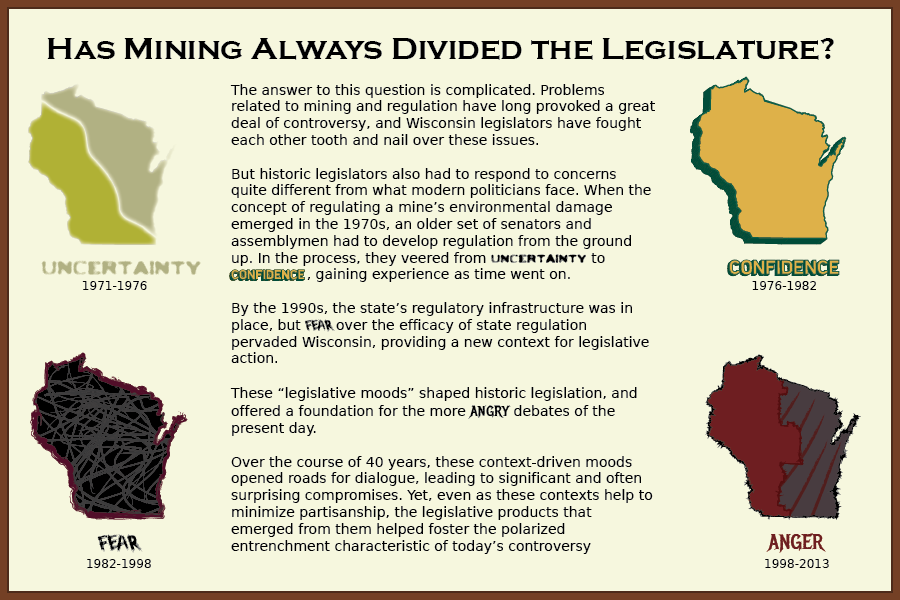 Has Mining Always Divided the Legislature?
The answer to this question is complicated. Problems
related to mining and regulation have long provoked a great
deal of controversy, and Wisconsin legislators have fought
each other tooth and nail over these issues.
But historic legislators also had to respond to concerns
quite different from what modern politicians face. When the
concept of regulating a mine’s environmental damage
emerged in the 1970s, an older set of senators and
assemblymen had to develop regulation from the ground
up. In the process, they veered from UNCERTAINTY to
CONFIDENCE, gaining experience as time went on.
By the 1990s, the state’s regulatory infrastructure was in
place, but FEAR over the efficacy of state regulation
pervaded Wisconsin, providing a new context for legislative
action.
These “legislative moods” shaped historic legislation, and
offered a foundation for the more ANGRY debates of the
present day.
Over the course of 40 years, these context-driven moods
opened roads for dialogue, leading to significant and often
surprising compromises. Yet, even as these contexts help to
minimize partisanship, the legislative products that
emerged from them helped foster the polarized
entrenchment characteristic of today’s controversy
UNCERTAINTY
1971-1976
CONFIDENCE
1976-1982
FEAR
1982-1998
ANGER
1998-2013